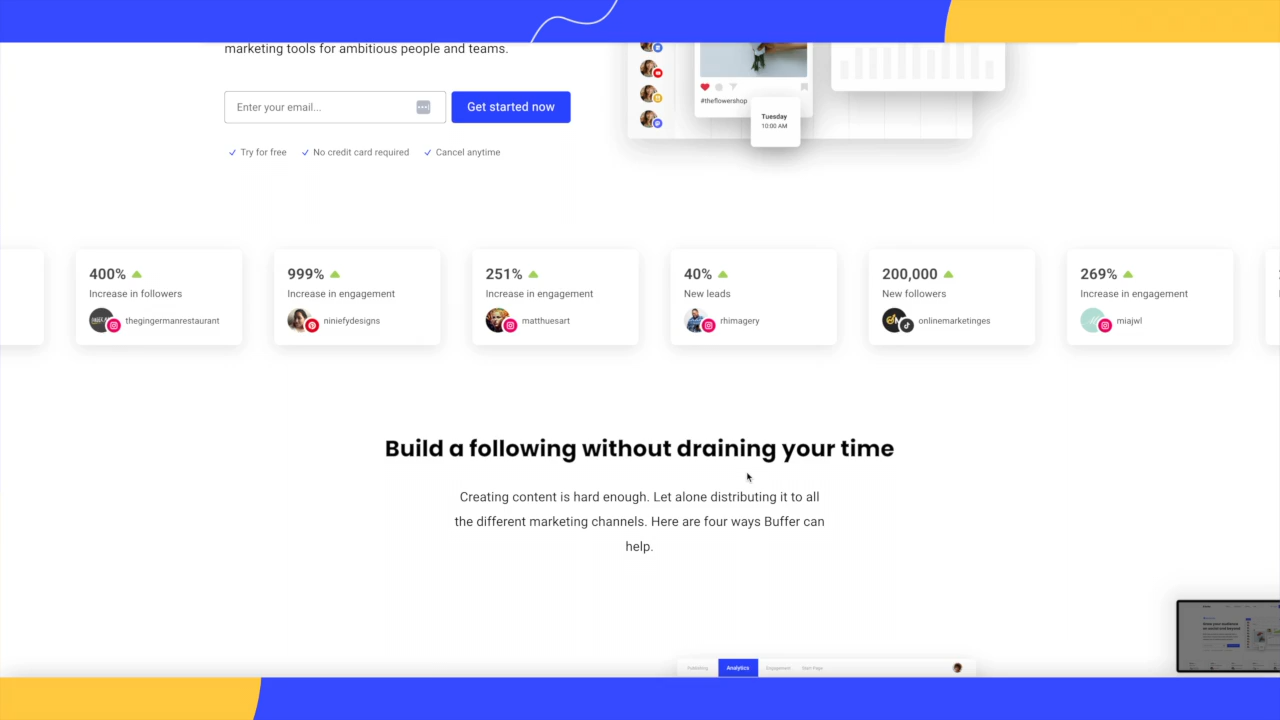 marketing tools for ambitious people and teams.
Enter your email...
Get started now
Try for free
No credit card required
Cancel anytime
#theflowershop
Tuesday
10:00 AM
400%
Increase in followers
thegingermanrestaurant
999%
Increase in engagement
niniefydesigns
251%
Increase in engagement
matthuesart
40%
New leads
rhimagery
200,000
New followers
onlinemarketinges
269%
Increase in engagement
miajwl
Build a following without draining your time
Creating content is hard enough. Let alone distributing it to all
the different marketing channels. Here are four ways Buffer can
help.
Publishing
Analytics
Engagement
Start Page